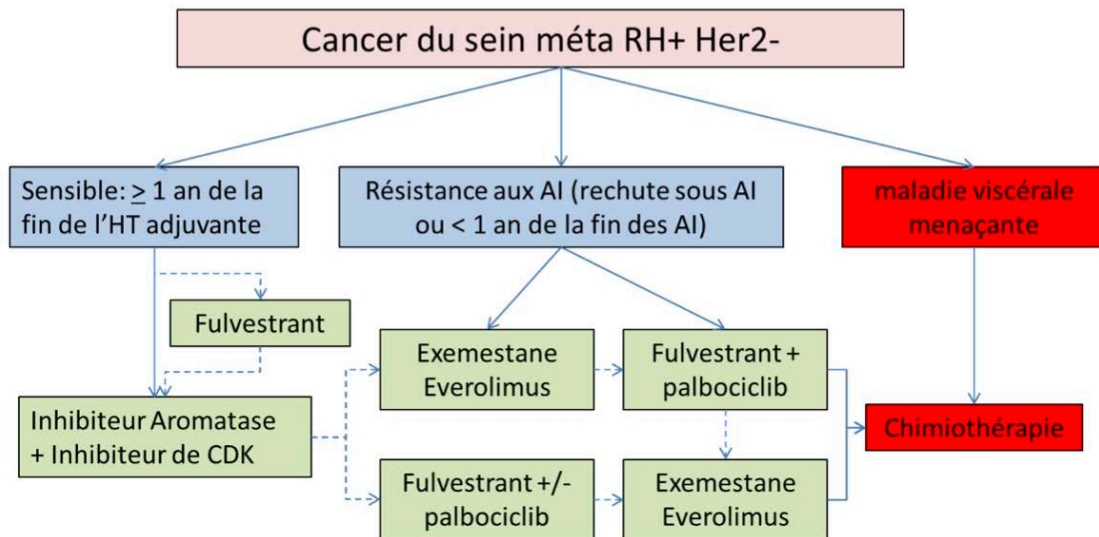 Cancer du sein méta RH+ Her2-
Sensible: ≥ 1 an de la
fin de l’HT adjuvante
Résistance aux AI (rechute sous AI
ou < 1 an de la fin des AI)
maladie viscérale
menaçante
Fulvestrant
Exemestane
Everolimus
Fulvestrant +
palbociclib
Inhibiteur Aromatase
+ Inhibiteur de CDK
Chimiothérapie
Fulvestrant +/-
palbociclib
Exemestane
Everolimus